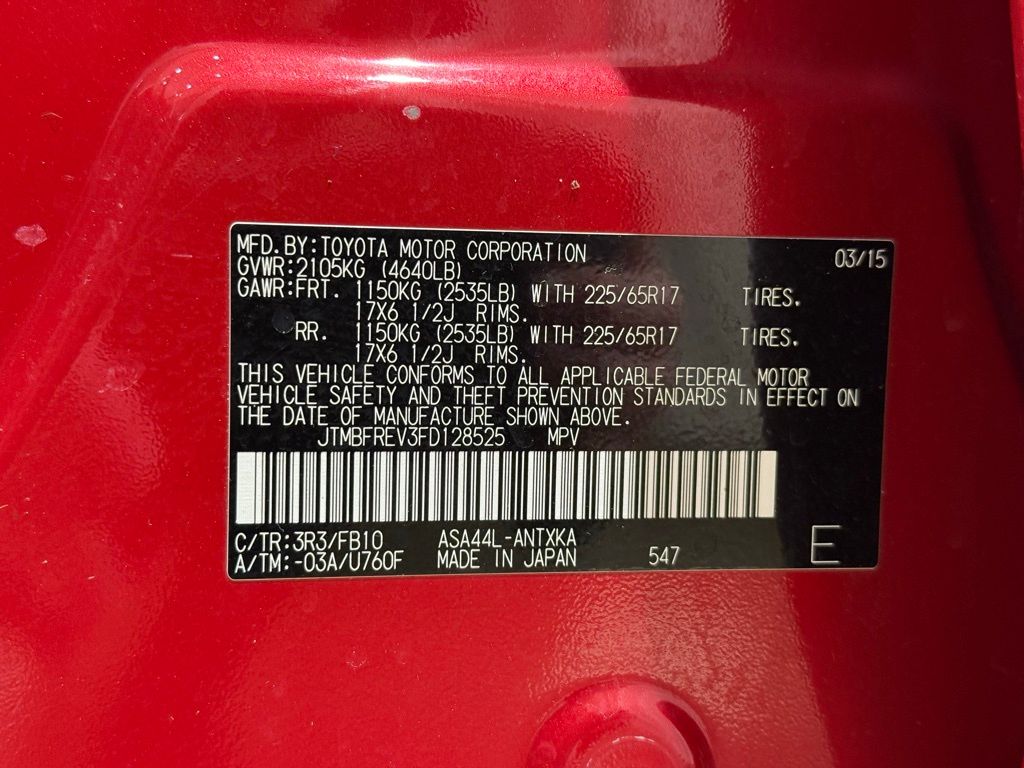 MFD. BY: TOYOTA MOTOR CORPORATION 03/15
GVWR: 2105KG (4640LB)
GAWR: FRT. 1150KG (2535LB) WITH 225/65R17 TIRES.
17X6 1/2J RIMS.
RR. 1150KG (2535LB) WITH 225/65R17 TIRES.
17X6 1/2J RIMS.
THIS VEHICLE CONFORMS TO ALL APPLICABLE FEDERAL MOTOR
VEHICLE SAFETY AND THEFT PREVENTION STANDARDS IN EFFECT ON
THE DATE OF MANUFACTURE SHOWN ABOVE.
JTMBFREV3FD128525 MPV
C/TR: 3R3/FB10 ASA44L-ANTXKA
A/TM: -03A/U760F MADE IN JAPAN 547 E